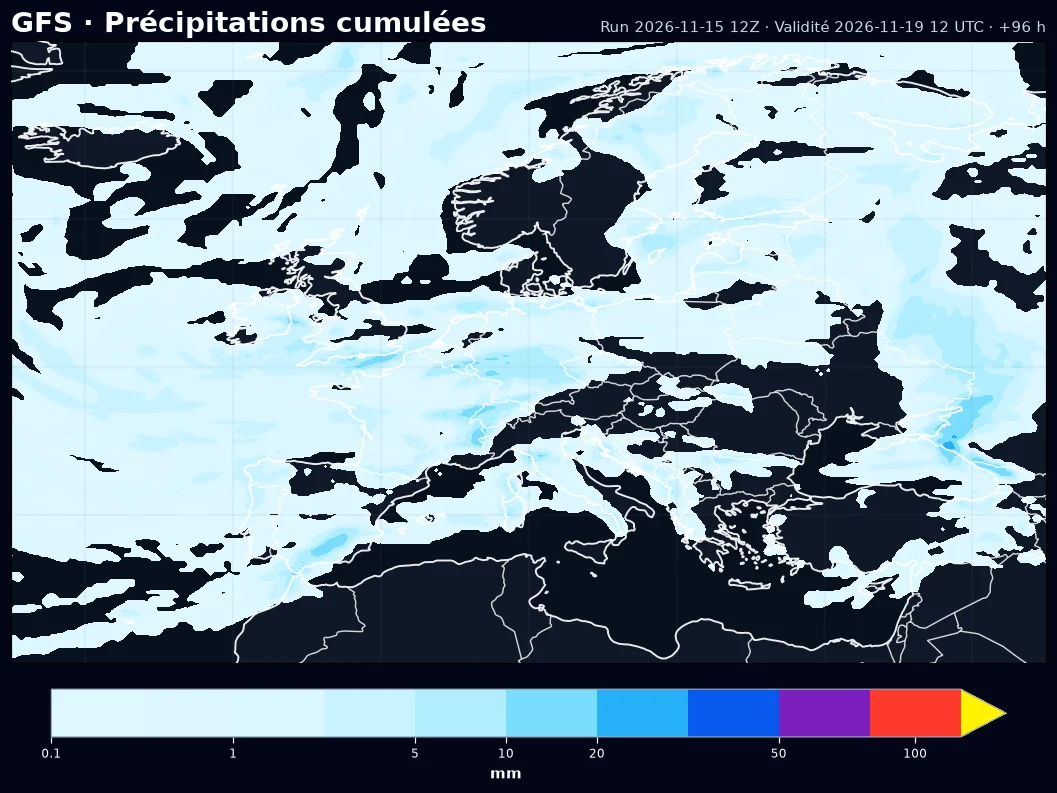 GFS · Précipitations cumulées
Run 2026-11-15 12Z · Validité 2026-11-19 12 UTC · +96 h
0.1 1 5 10 20 50 100
mm